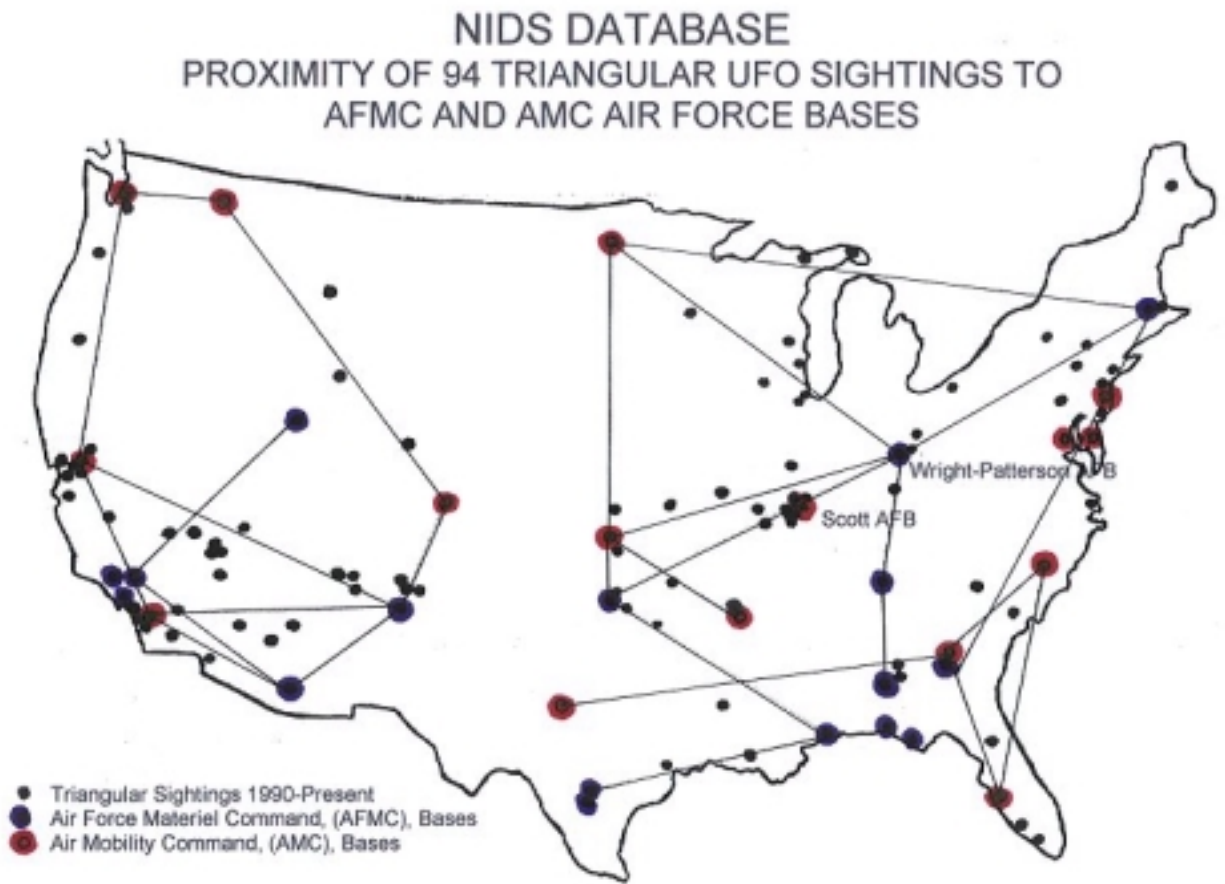 NIDS DATABASE
PROXIMITY OF 94 TRIANGULAR UFO SIGHTINGS TO
AFMC AND AMC AIR FORCE BASES
Wright-Patterson AFB
Scott AFB
Triangular Sightings 1990-Present
Air Force Materiel Command, (AFMC), Bases
Air Mobility Command, (AMC), Bases